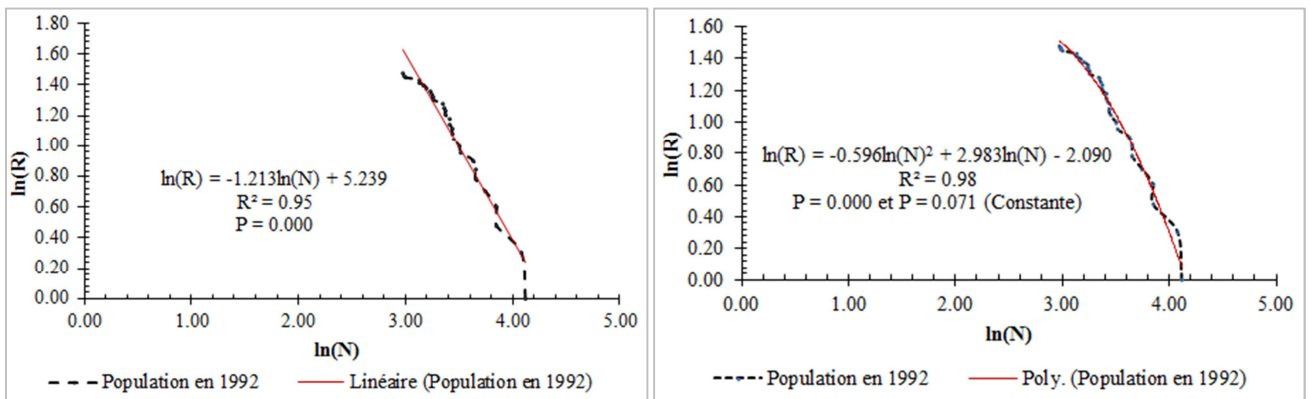 1.80
1.60
1.40
1.20
1.00
0.80
0.60
0.40
0.20
0.00
ln(R)
ln(R) = -1.213ln(N) + 5.239
R² = 0.95
P = 0.000
0.00 1.00 2.00 3.00 4.00 5.00
ln(N)
Population en 1992 Linéaire (Population en 1992)
1.60
1.40
1.20
1.00
0.80
0.60
0.40
0.20
0.00
ln(R)
ln(R) = -0.596ln(N)² + 2.983ln(N) - 2.090
R² = 0.98
P = 0.000 et P = 0.071 (Constante)
0.00 1.00 2.00 3.00 4.00 5.00
ln(N)
Population en 1992 Poly. (Population en 1992)